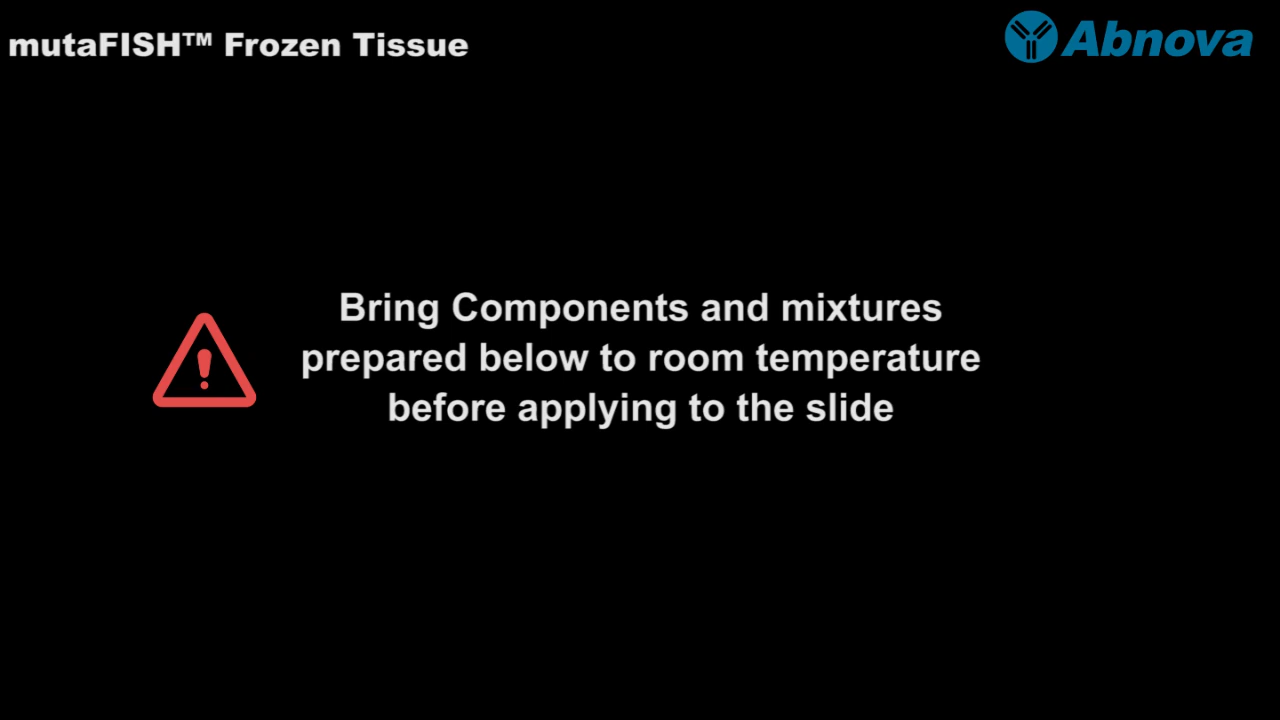 mutaFISH™ Frozen Tissue
Abnova
Bring Components and mixtures
prepared below to room temperature
before applying to the slide